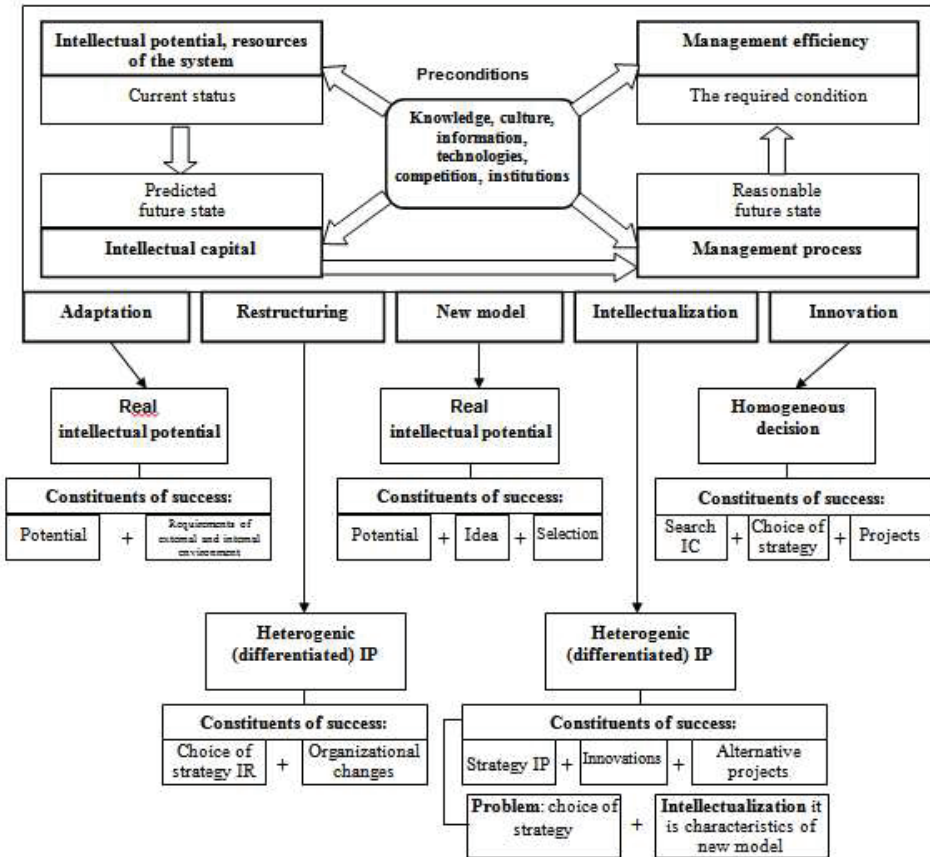 Intellectual potential, resources
of the system
Current status
Predicted
future state
Intellectual capital
Preconditions
Knowledge, culture,
information,
technologies,
competition, institutions
Management efficiency
The required condition
Reasonable
future state
Management process
Adaptation
Restructuring
New model
Intellectualization
Innovation
Real
intellectual potential
Real
intellectual potential
Homogeneous
decision
Constituents of success:
Potential
+
Requirements of
external and internal
environment
Constituents of success:
Potential
+
Idea
+
Selection
Constituents of success:
Search
IC
+
Choice of
strategy
+
Projects
Heterogenic
(differentiated) IP
Heterogenic
(differentiated) IP
Constituents of success:
Choice of
strategy IR
+
Organizational
changes
Constituents of success:
Strategy IP
+
Innovations
+
Alternative
projects
Problem: choice of
strategy
+
Intellectualization it
is characteristics of
new model